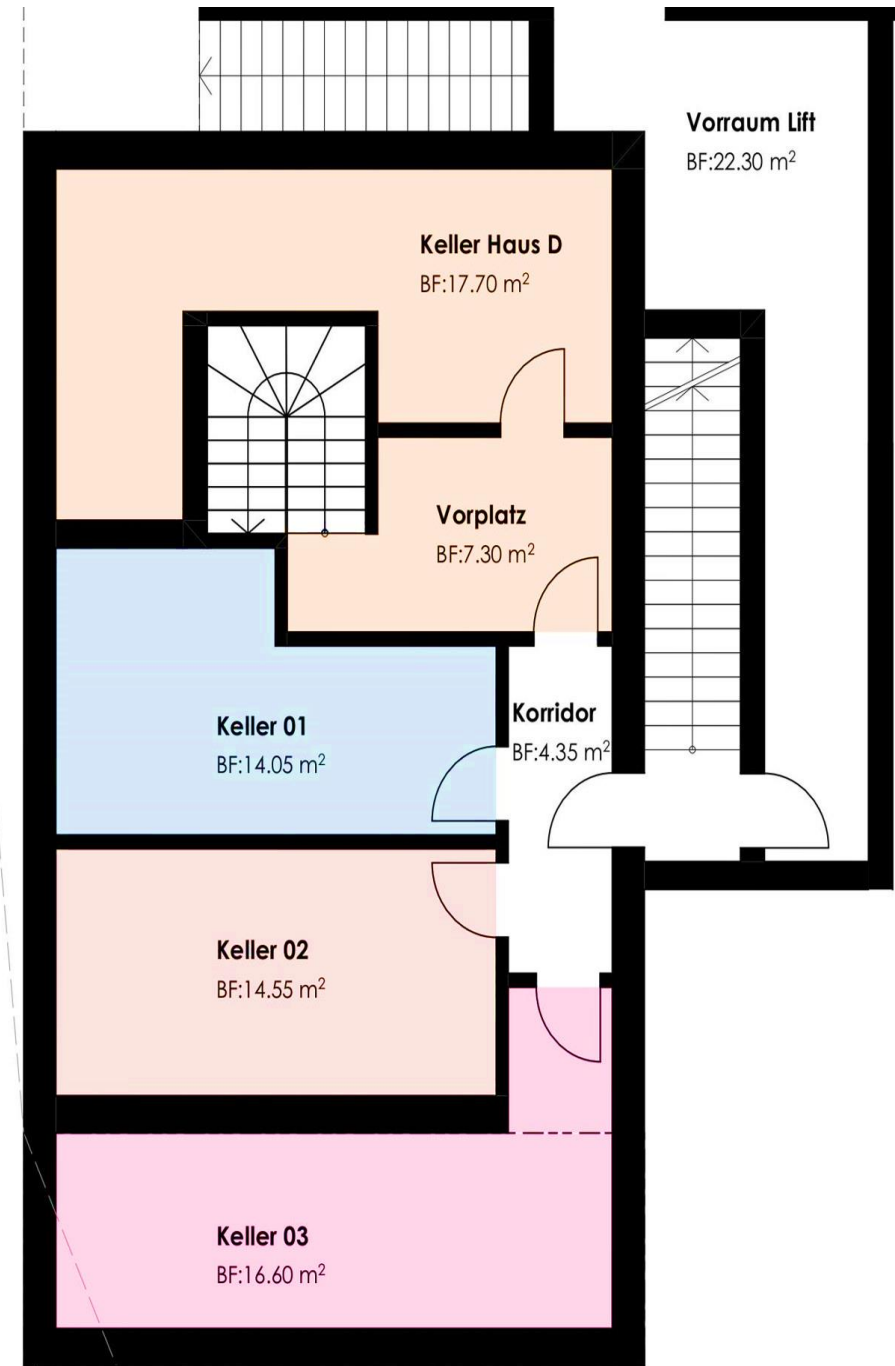 Vorraum Lift
BF:22.30 m²
Keller Haus D
BF:17.70 m²
Vorplatz
BF:7.30 m²
Korridor
BF:4.35 m²
Keller 01
BF:14.05 m²
Keller 02
BF:14.55 m²
Keller 03
BF:16.60 m²